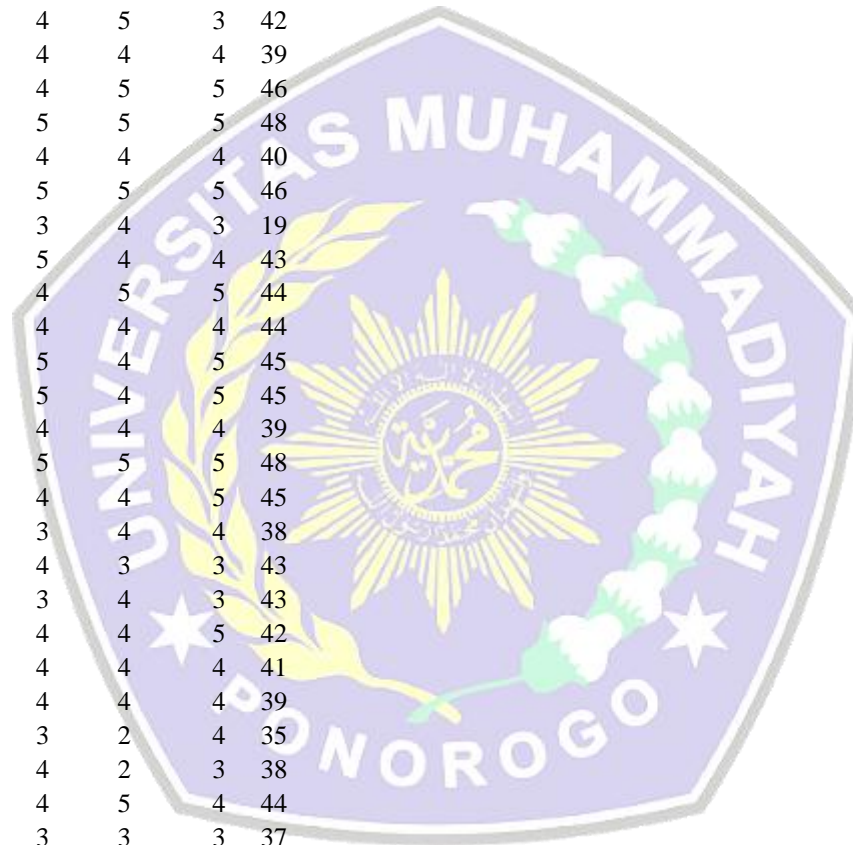 4 5 3 42
4 4 4 39
4 5 5 46
5 5 5 48
4 4 4 40
5 5 5 46
3 4 3 19
5 4 4 43
4 5 5 44
4 4 4 44
5 4 5 45
5 4 5 45
4 4 4 39
5 5 5 48
4 4 5 45
3 4 4 38
4 3 3 43
3 4 3 43
4 4 5 42
4 4 4 41
4 4 4 39
3 2 4 35
4 2 3 38
4 5 4 44
3 3 3 37
UNIVERSITAS MUHAMMADIYAH
PONOROGO
محمدية